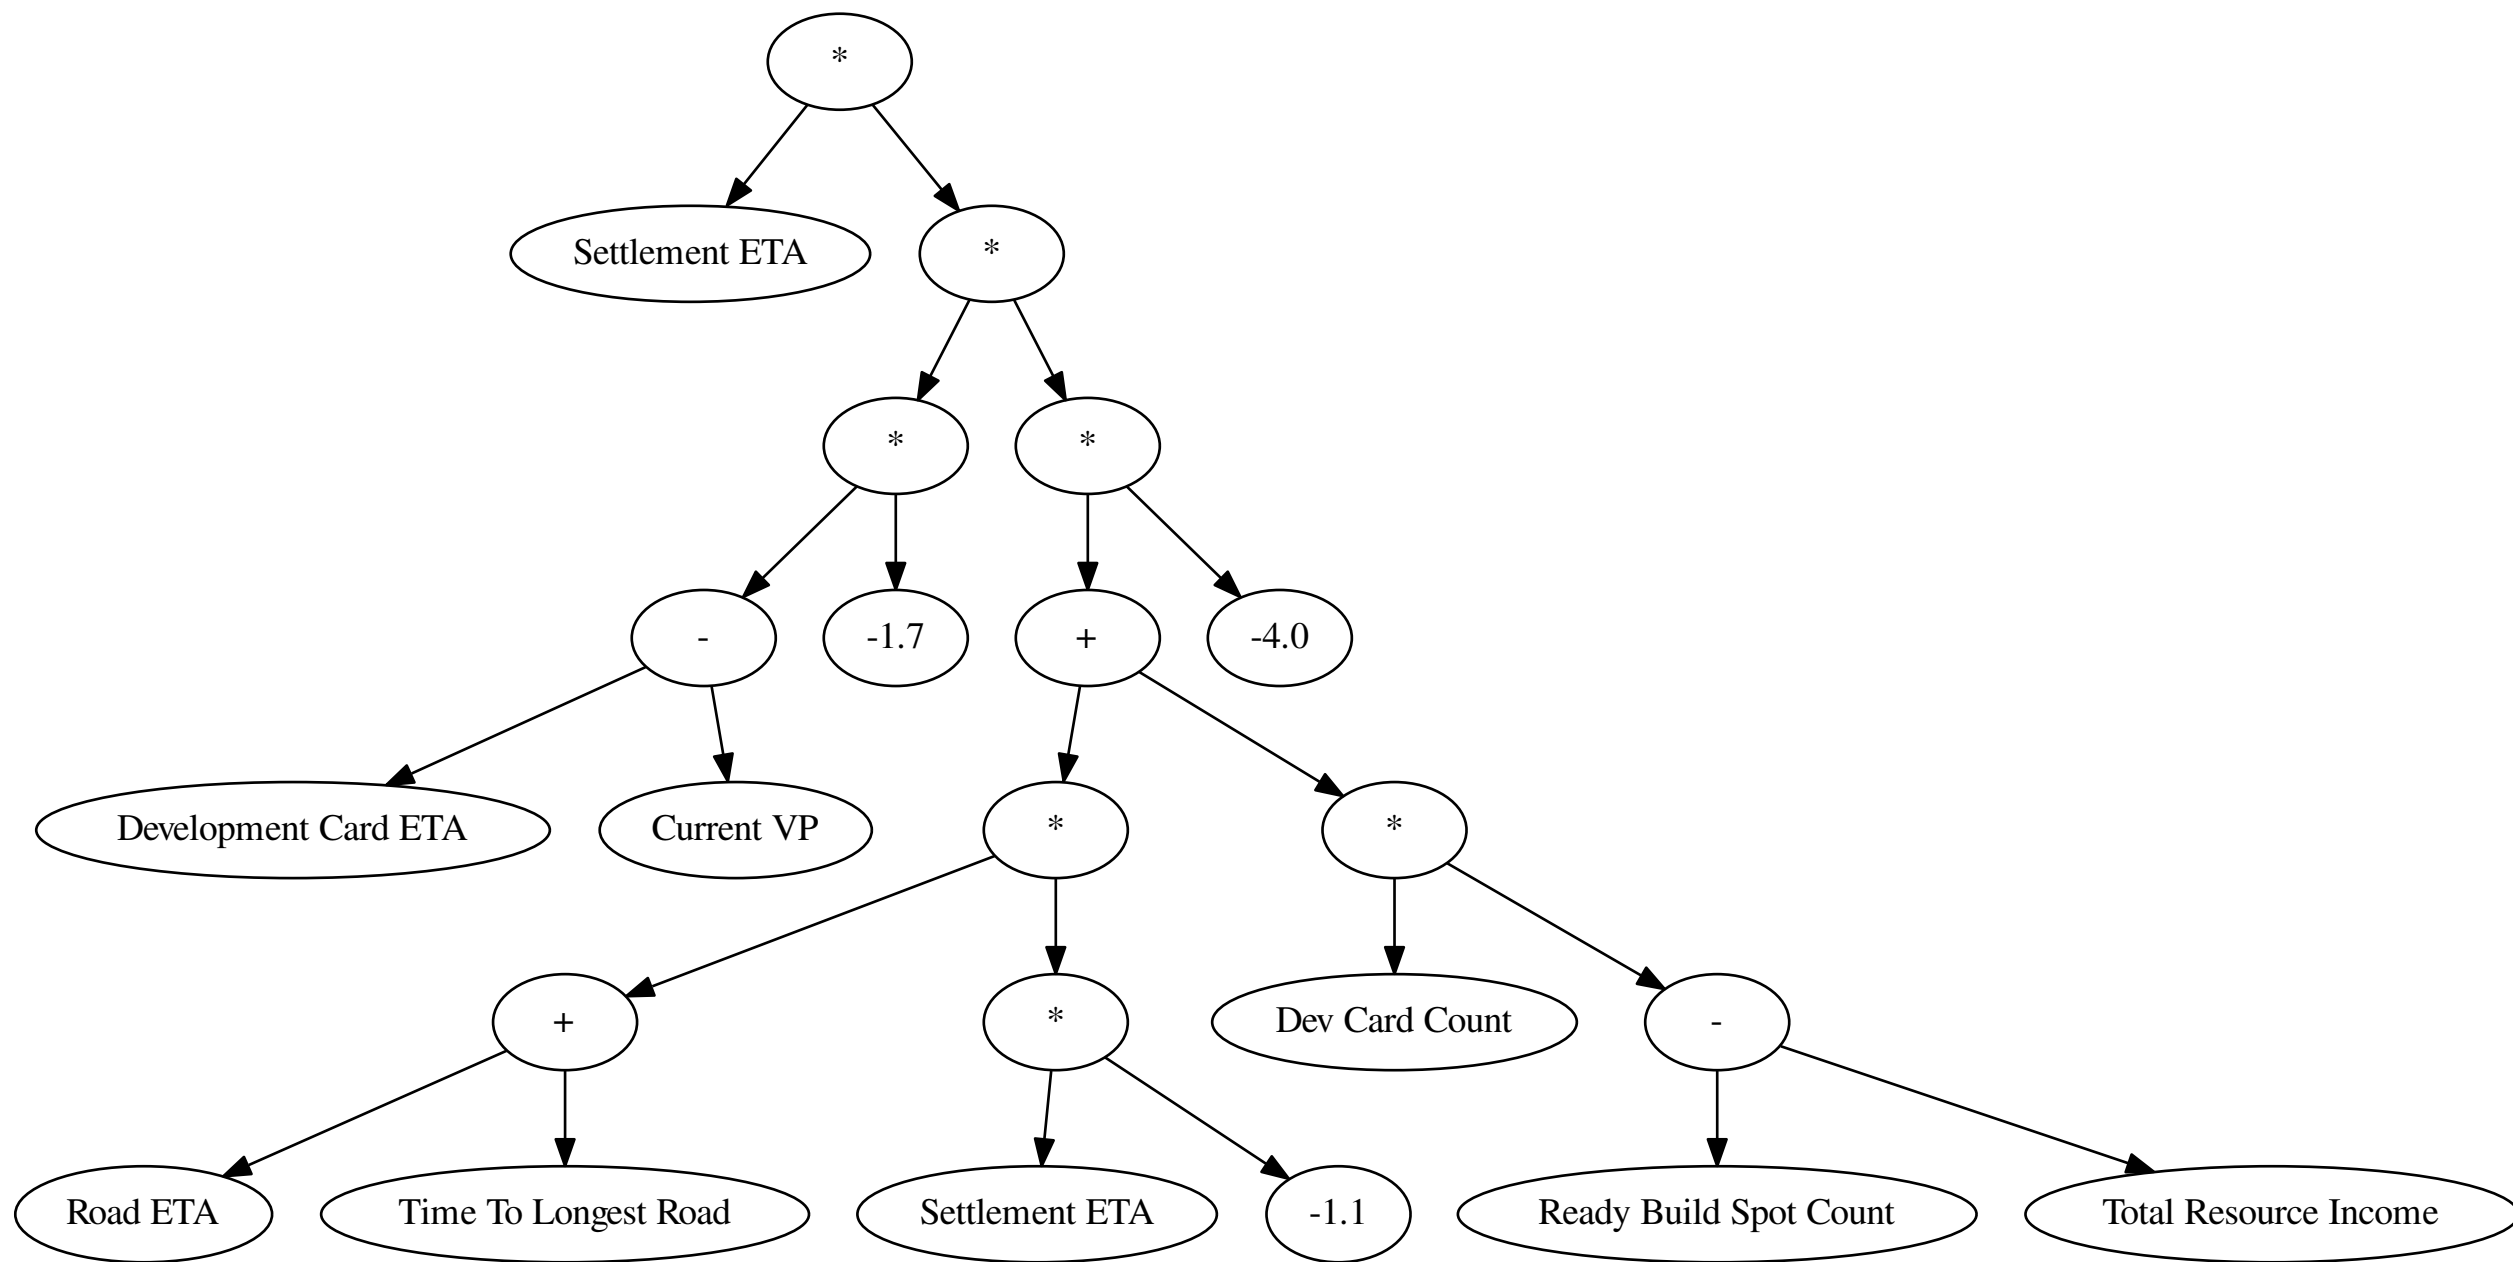 *
Settlement ETA
*
*
*
-
-1.7
+
-4.0
Development Card ETA
Current VP
*
*
+
*
Dev Card Count
-
Road ETA
Time To Longest Road
Settlement ETA
-1.1
Ready Build Spot Count
Total Resource Income